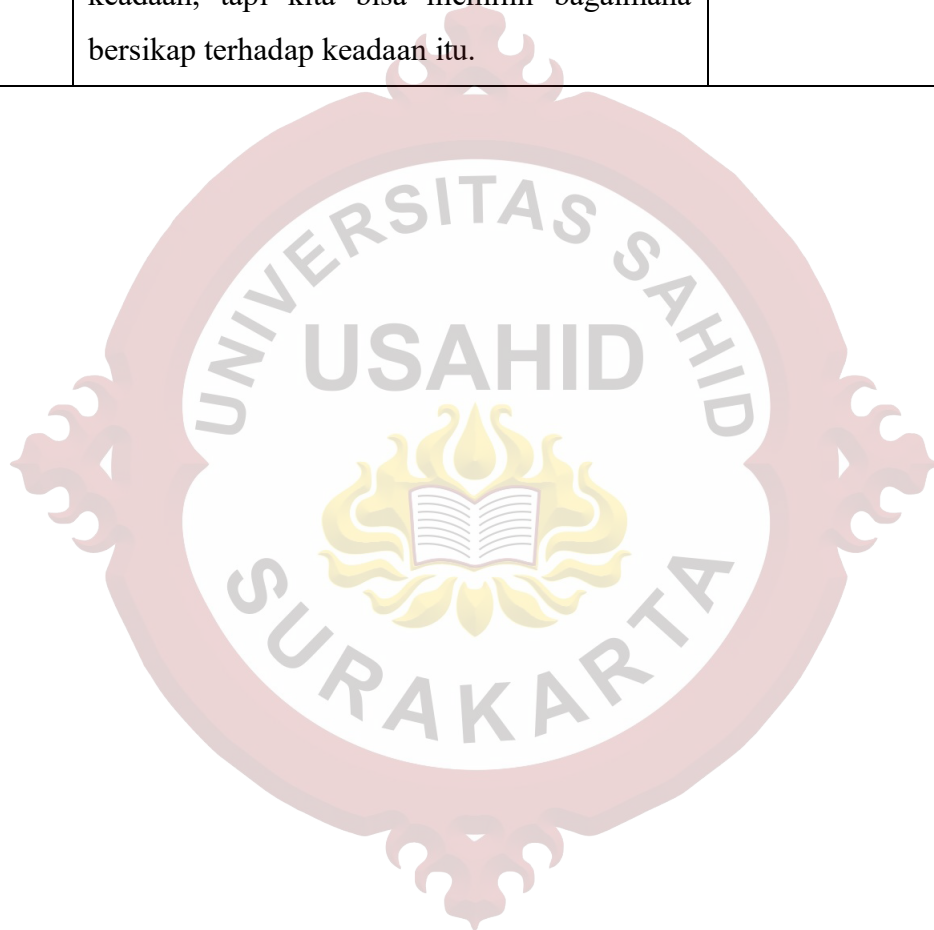 keadaan, tapi kita bisa memilih bagaimana
bersikap terhadap keadaan itu.
UNIVERSITAS SAHID
USAHID
SURAKARTA